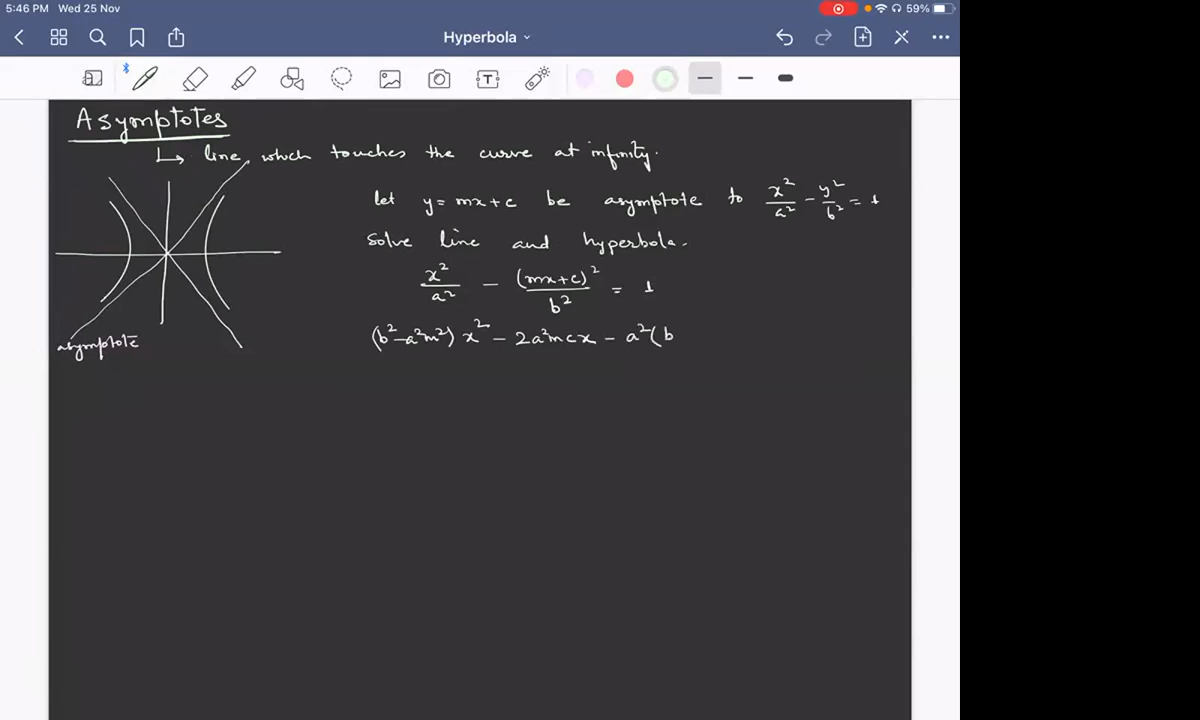 5:46 PM Wed 25 Nov
59%
Hyperbola
Asymptotes
↳ line, which touches the curve at infinity.
let y = mx + c be asymptote to x²/a² - y²/b² = 1
solve line and hyperbola.
x²/a² - (mx+c)²/b² = 1
(b²-a²m²) x² - 2a²mcx - a²(b
asymptote